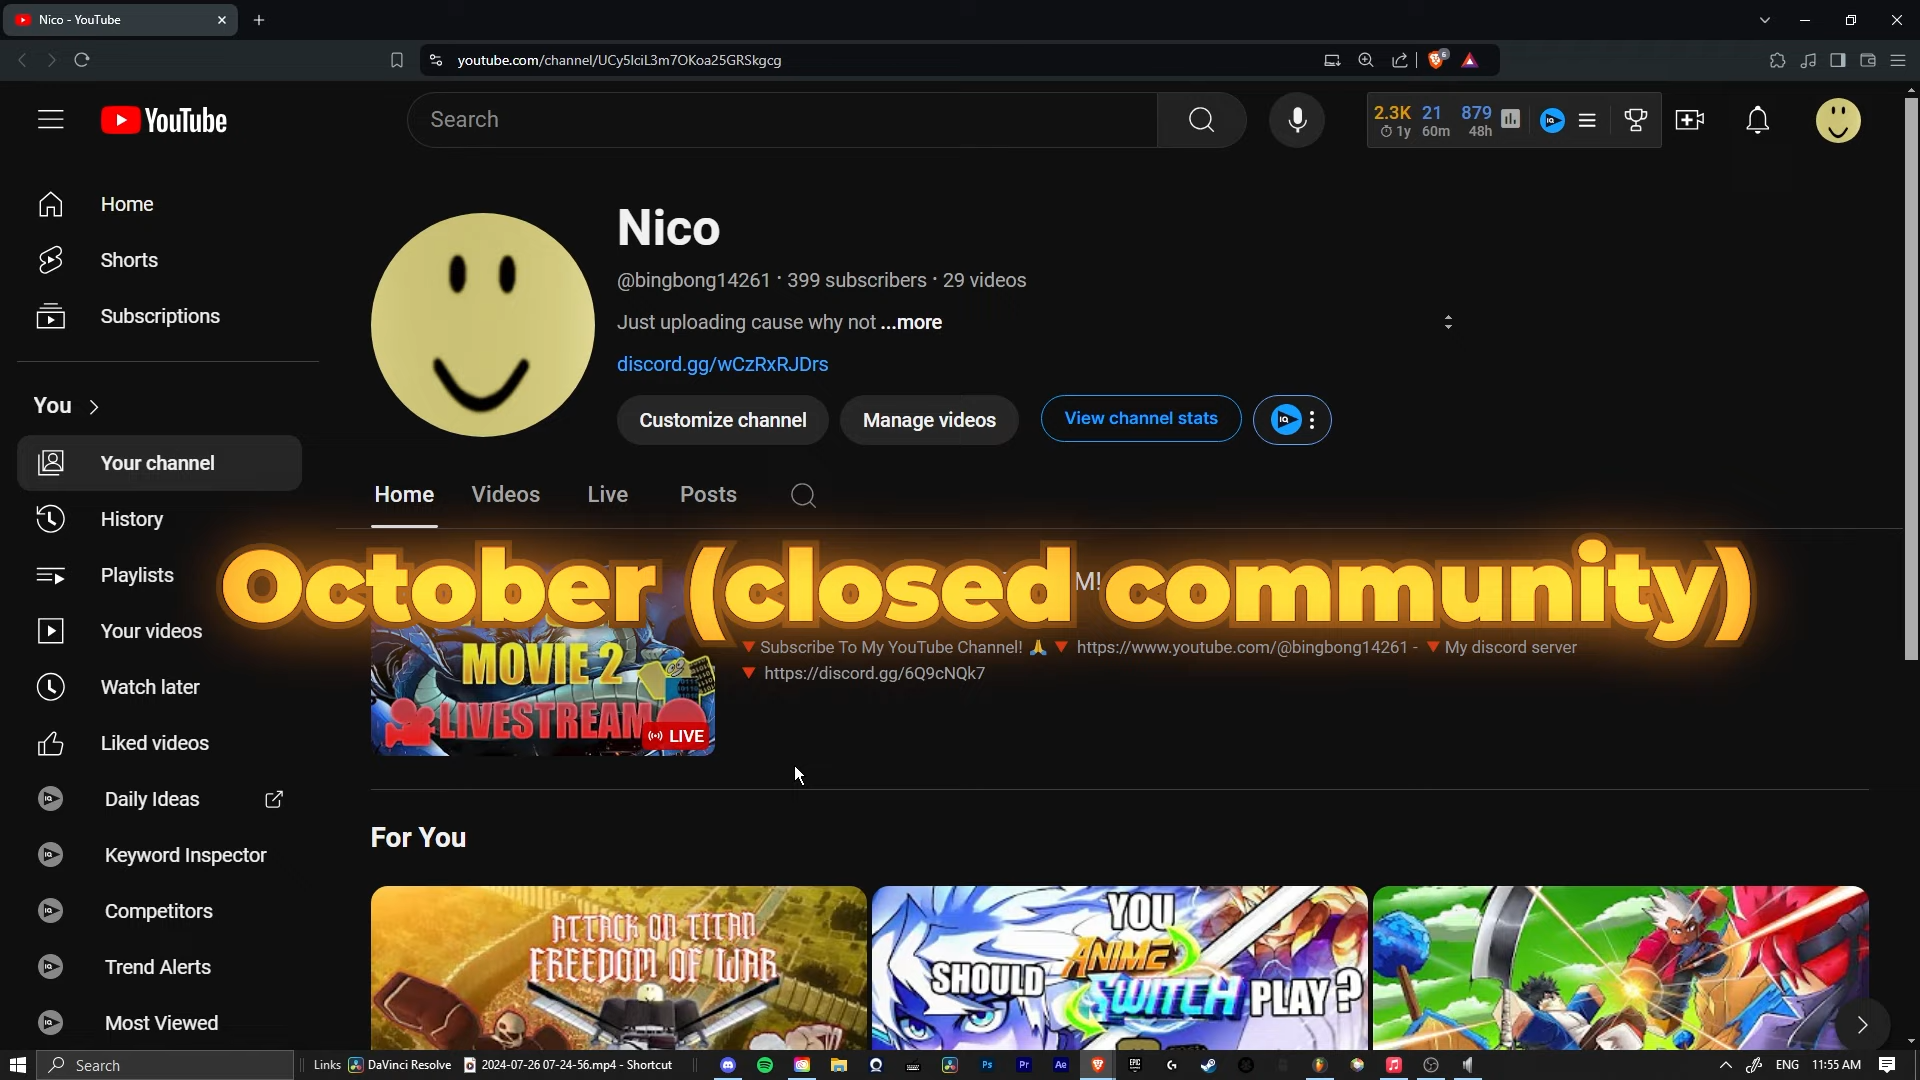 Nico - YouTube
youtube.com/channel/UCy5lciL3m7OKoa25GRSkgcg
6
YouTube
Search
2.3K 21 879
1y 60m 48h
Home
Shorts
Subscriptions
You
Your channel
History
Playlists
Your videos
Watch later
Liked videos
Daily Ideas
Keyword Inspector
Competitors
Trend Alerts
Most Viewed
Nico
@bingbong14261 · 399 subscribers · 29 videos
Just uploading cause why not ...more
discord.gg/wCzRxRJDrs
Customize channel
Manage videos
View channel stats
Home
Videos
Live
Posts
October (closed community)
M!
🔻 Subscribe To My YouTube Channel! 🙏 🔻 https://www.youtube.com/@bingbong14261 - 🔻 My discord server
🔻 https://discord.gg/6Q9cNQk7
MOVIE 2
LIVESTREAM
LIVE
For You
ATTACK ON TITAN
FREEDOM OF WAR
YOU
SHOULD ANIME SWITCH PLAY?
Search
Links
DaVinci Resolve
2024-07-26 07-24-56.mp4 - Shortcut
Ps
Pr
Ae
ENG
11:55 AM